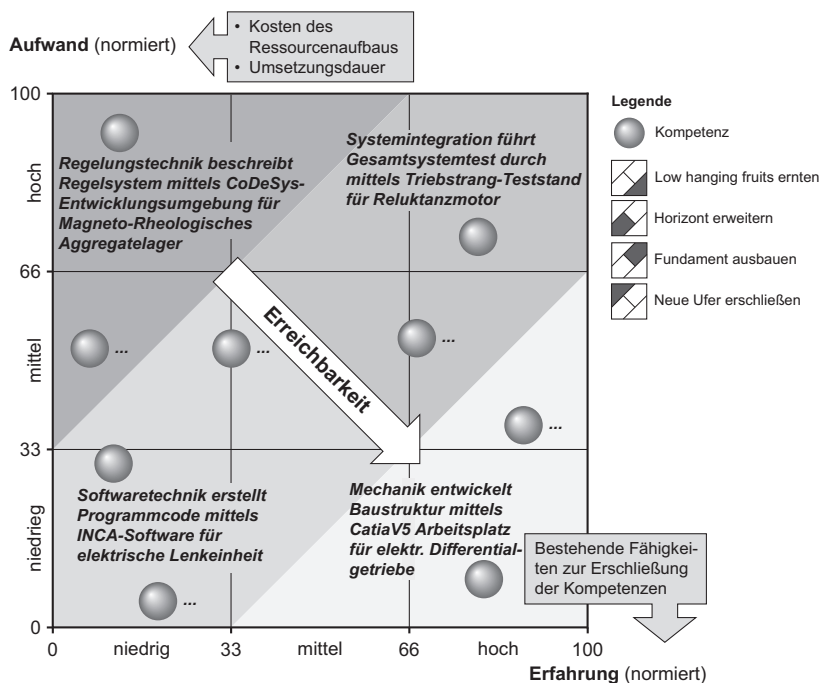 • Kosten des
Ressourcenaufbaus
• Umsetzungsdauer
Aufwand (normiert)
100
hoch
66
mittel
33
niedrieg
0
Regelungstechnik beschreibt
Regelsystem mittels CoDeSys-
Entwicklungsumgebung für
Magneto-Rheologisches
Aggregatelager
Systemintegration führt
Gesamtsystemtest durch
mittels Triebstrang-Teststand
für Reluktanzmotor
...
...
...
...
Erreichbarkeit
Softwaretechnik erstellt
Programmcode mittels
INCA-Software für
elektrische Lenkeinheit
...
Mechanik entwickelt
Baustruktur mittels
CatiaV5 Arbeitsplatz
für elektr. Differential-
getriebe
Bestehende Fähigkei-
ten zur Erschließung
der Kompetenzen
0
niedrig
33
mittel
66
hoch
100
Erfahrung (normiert)
Legende
Kompetenz
Low hanging fruits ernten
Horizont erweitern
Fundament ausbauen
Neue Ufer erschließen